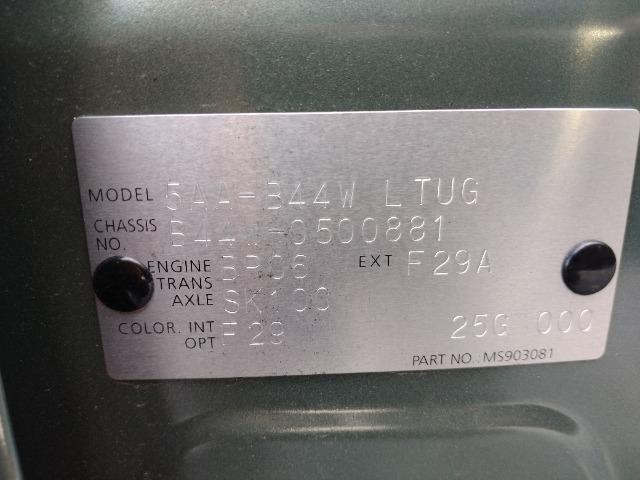 MODEL 5AA-B44W LTUG
CHASSIS NO. B44W-0500881
ENGINE BR06 EXT F29A
TRANS AXLE SK100
COLOR. INT F29
OPT 25G 000
PART NO.: MS903081